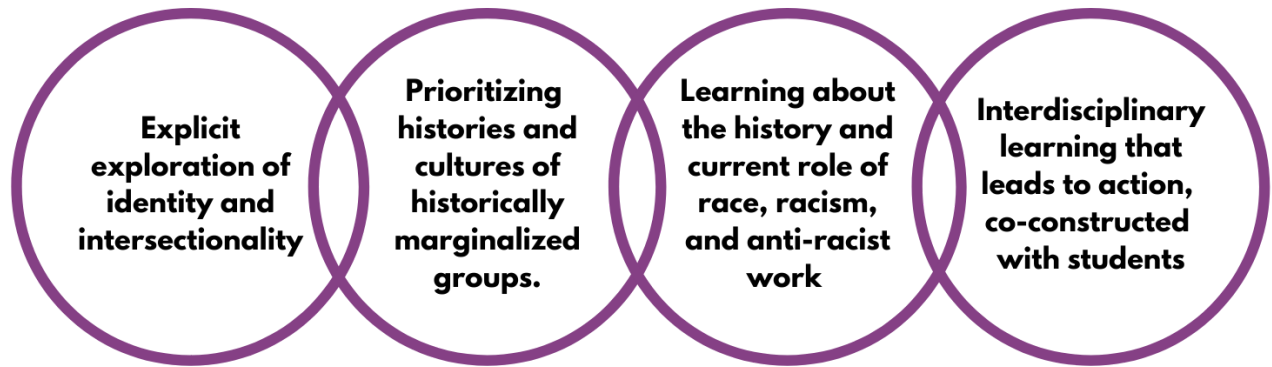 Explicit
exploration of
identity and
intersectionality
Prioritizing
histories and
cultures of
historically
marginalized
groups.
Learning about
the history and
current role of
race, racism,
and anti-racist
work
Interdisciplinary
learning that
leads to action,
co-constructed
with students